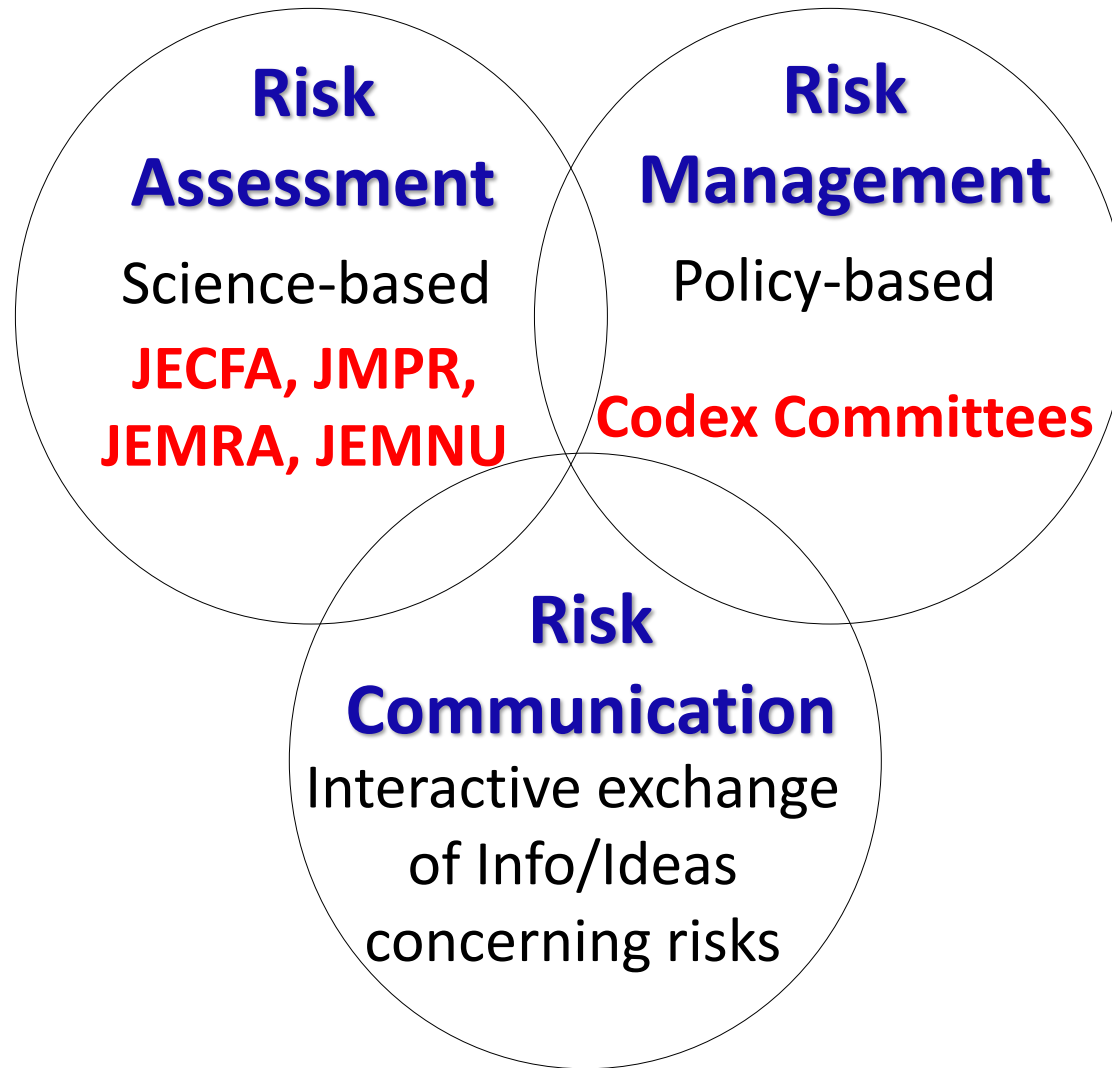 Risk
Assessment
Science-based
JECFA, JMPR,
JEMRA, JEMNU
Risk
Management
Policy-based
Codex Committees
Risk
Communication
Interactive exchange
of Info/Ideas
concerning risks